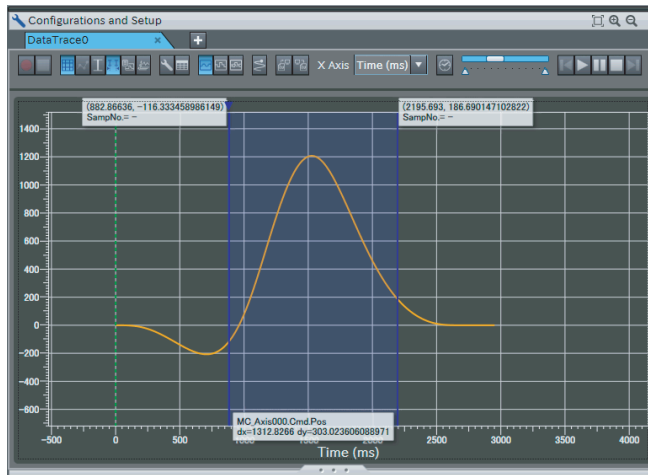 Configurations and Setup
DataTrace0 × +
X Axis Time (ms)
(882.86636, -116.333458986149)
SampNo.= -
(2195.693, 186.690147102822)
SampNo.= -
1400
1200
1000
800
600
400
200
0
-200
-400
-600
MC_Axis000.Cmd.Pos
dx=1312.8266 dy=303.023606088971
-500 0 500 2500 3000 3500 4000
Time (ms)